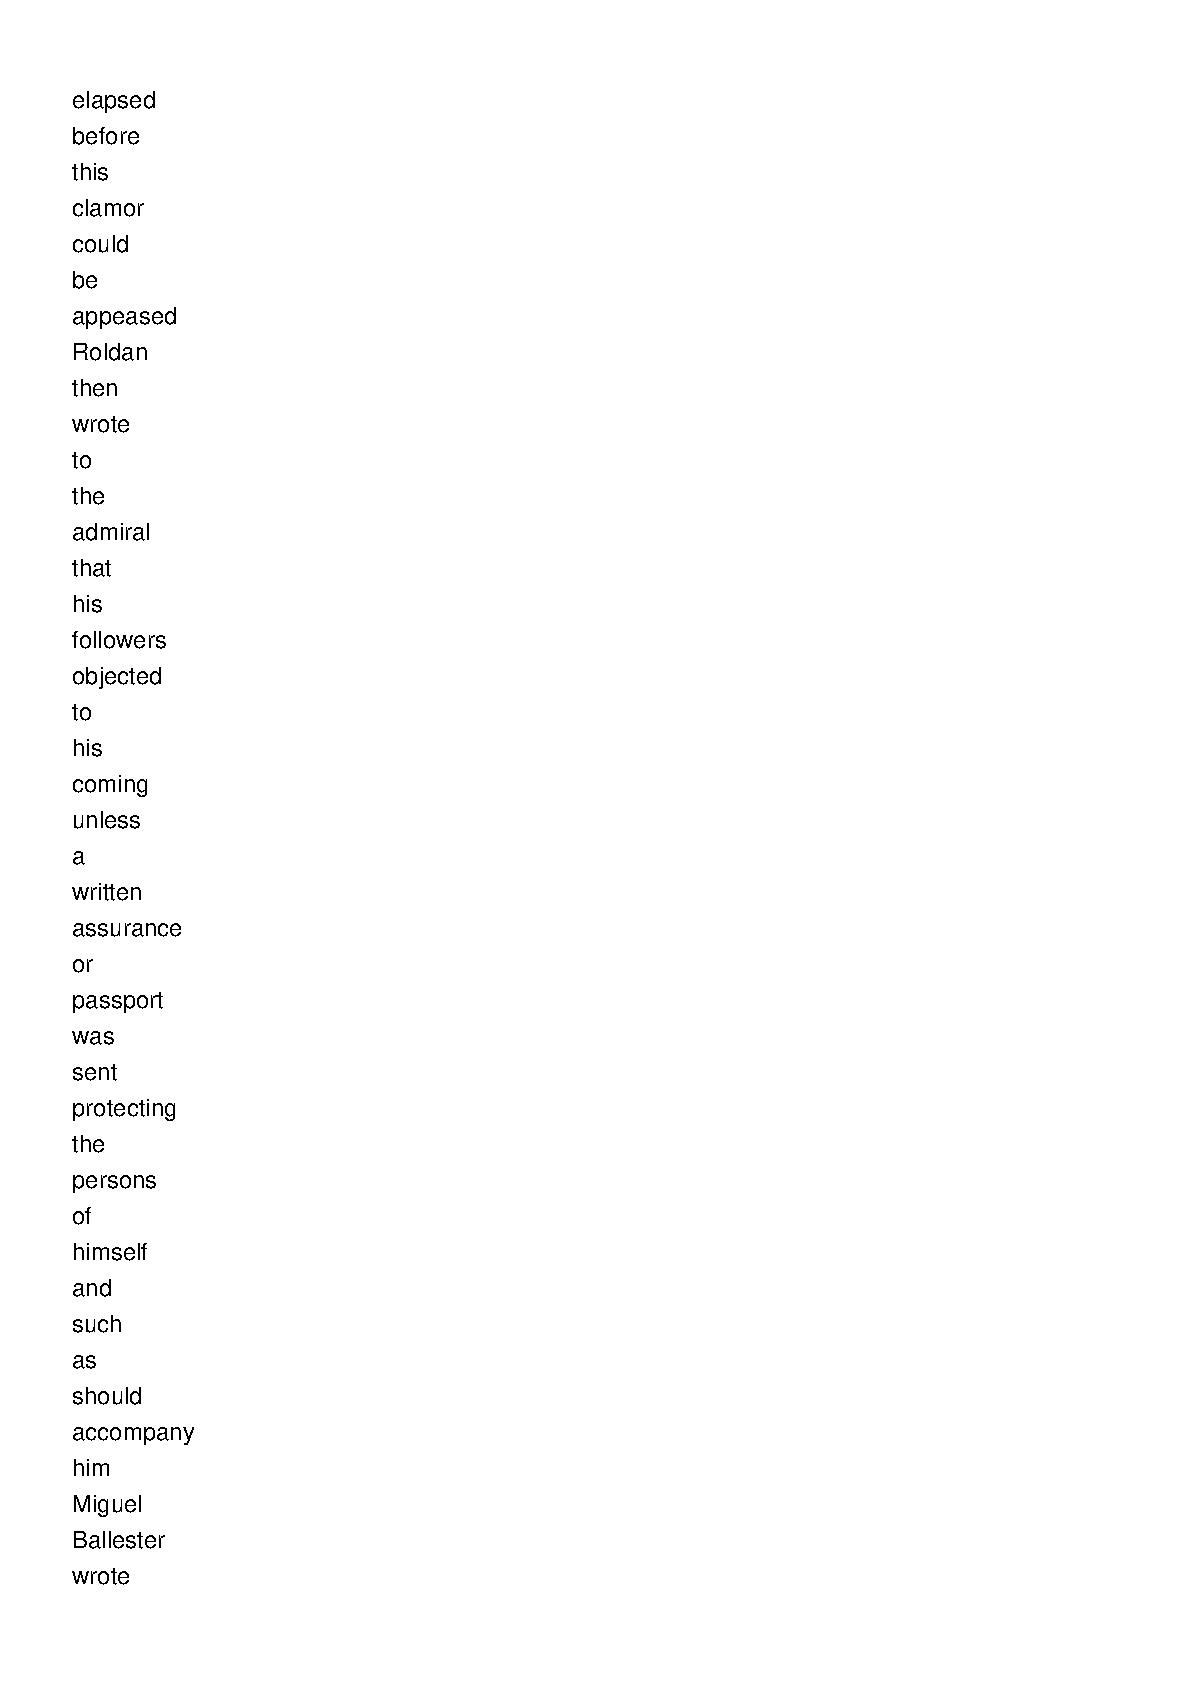 elapsed
before
this
clamor
could
be
appeased
Roldan
then
wrote
to
the
admiral
that
his
followers
objected
to
his
coming
unless
a
written
assurance
or
passport
was
sent
protecting
the
persons
of
himself
and
such
as
should
accompany
him
Miguel
Ballester
wrote